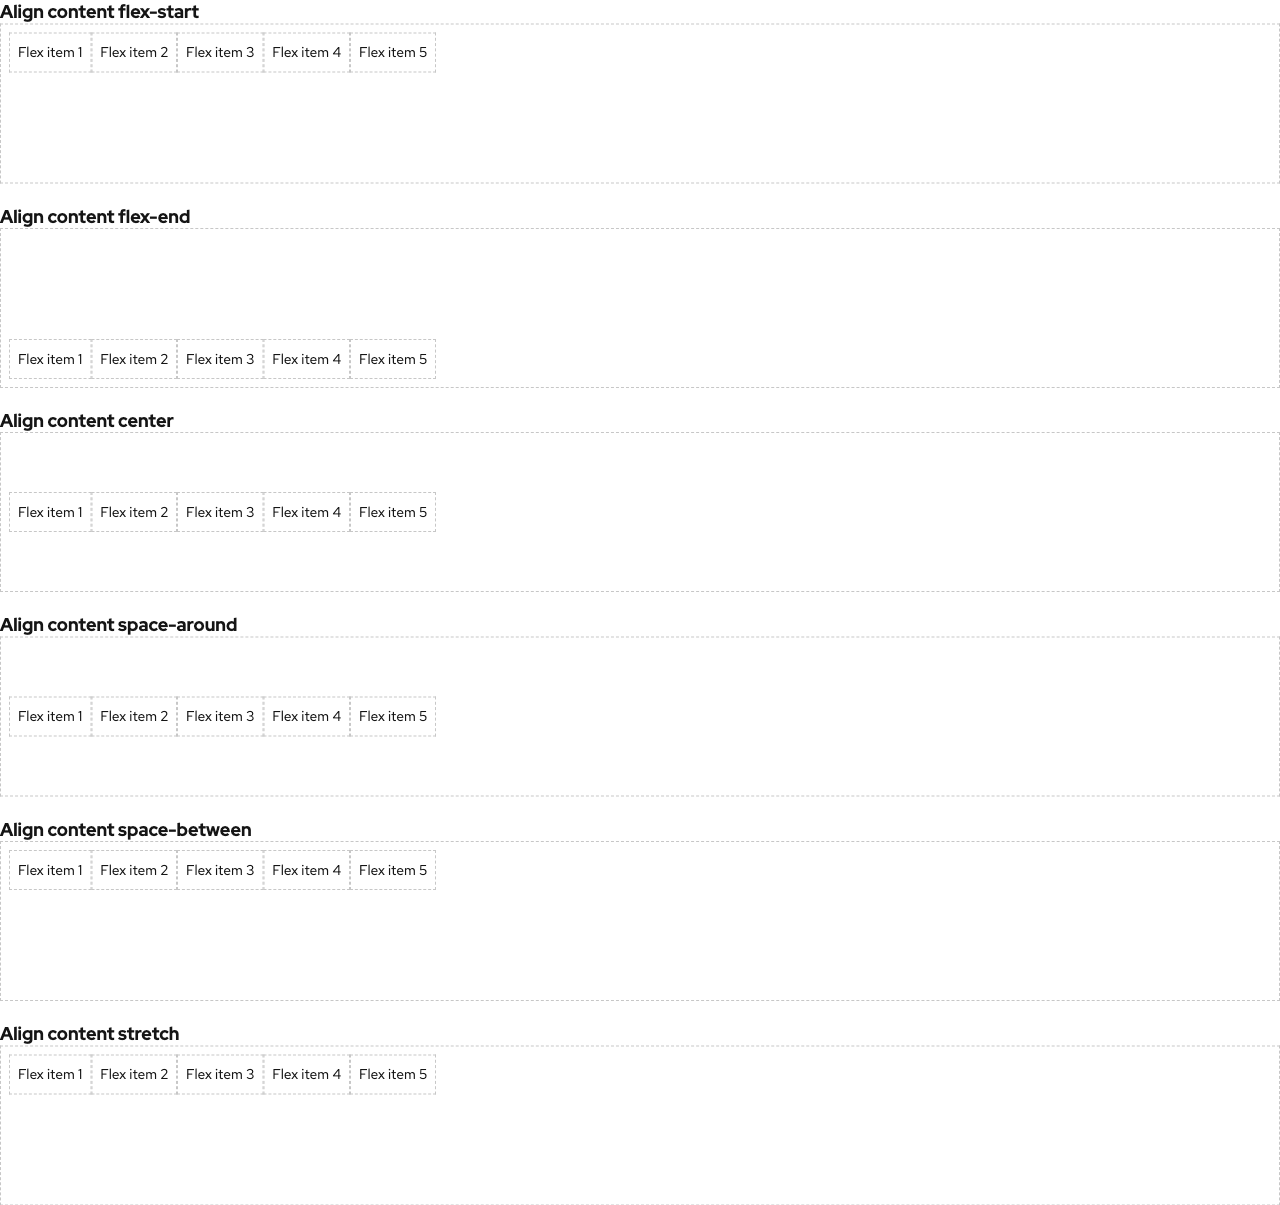 Align content flex-start
Flex item 1 Flex item 2 Flex item 3 Flex item 4 Flex item 5
Align content flex-end
Flex item 1 Flex item 2 Flex item 3 Flex item 4 Flex item 5
Align content center
Flex item 1 Flex item 2 Flex item 3 Flex item 4 Flex item 5
Align content space-around
Flex item 1 Flex item 2 Flex item 3 Flex item 4 Flex item 5
Align content space-between
Flex item 1 Flex item 2 Flex item 3 Flex item 4 Flex item 5
Align content stretch
Flex item 1 Flex item 2 Flex item 3 Flex item 4 Flex item 5